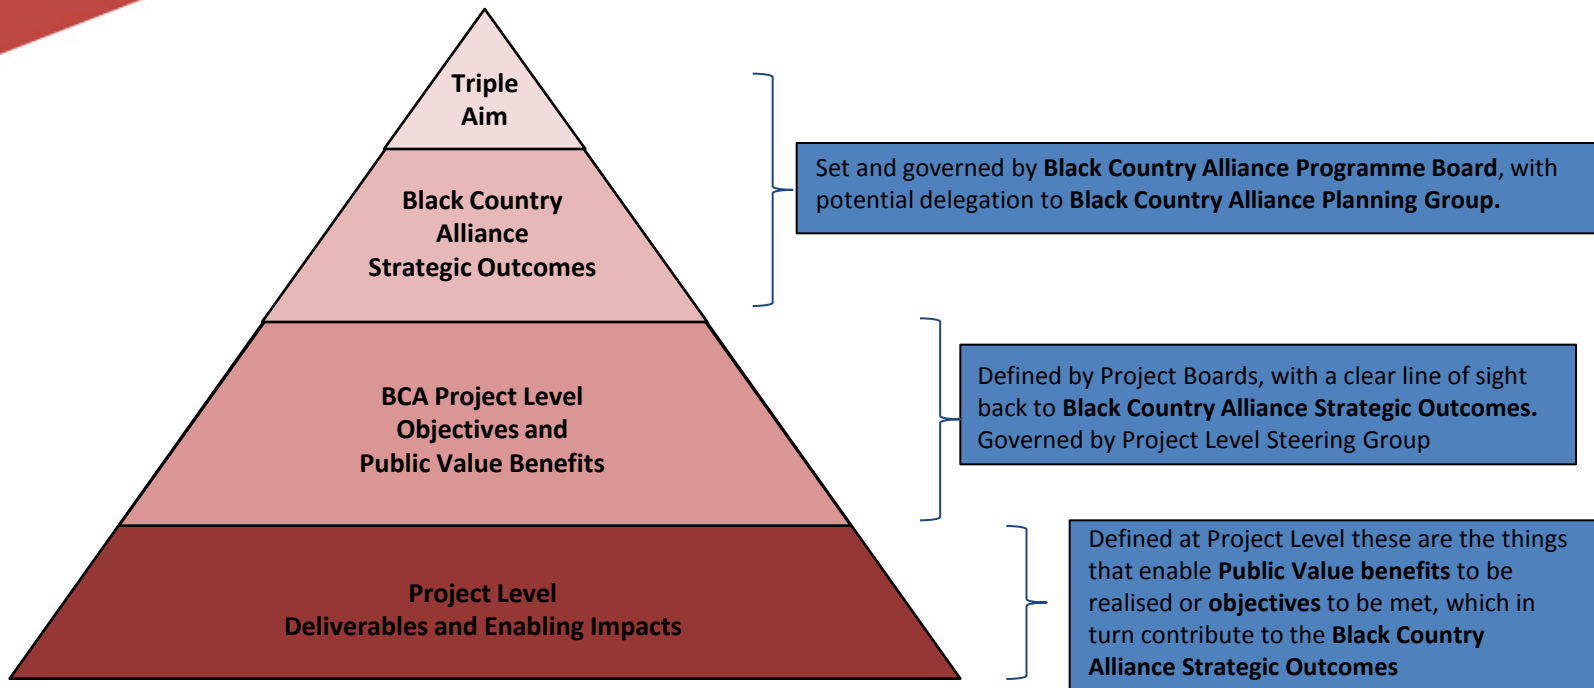 Triple
Aim
Black Country
Alliance
Strategic Outcomes
BCA Project Level
Objectives and
Public Value Benefits
Project Level
Deliverables and Enabling Impacts
Set and governed by Black Country Alliance Programme Board, with
potential delegation to Black Country Alliance Planning Group.
Defined by Project Boards, with a clear line of sight
back to Black Country Alliance Strategic Outcomes.
Governed by Project Level Steering Group
Defined at Project Level these are the things
that enable Public Value benefits to be
realised or objectives to be met, which in
turn contribute to the Black Country
Alliance Strategic Outcomes